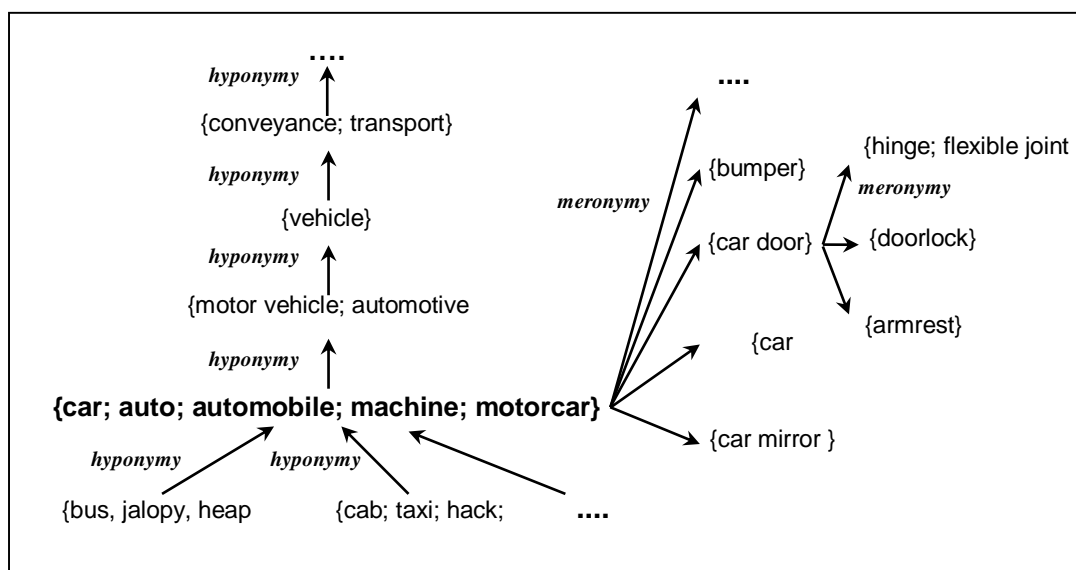 ....
hyponymy
{conveyance; transport}
hyponymy
{vehicle}
hyponymy
{motor vehicle; automotive
hyponymy
{car; auto; automobile; machine; motorcar}
hyponymy
hyponymy
{bus, jalopy, heap
{cab; taxi; hack;
....
....
meronymy
{bumper}
{car door}
{car
{car mirror }
{hinge; flexible joint
meronymy
{doorlock}
{armrest}